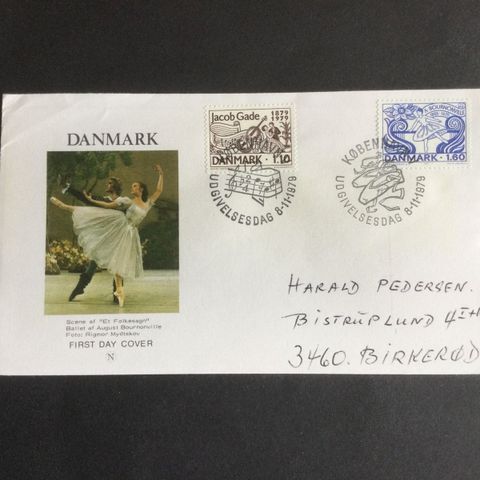 DANMARK
Scene af "Et Folkesagn"
Ballet af August Bournonville
Foto: Rigmor Mydtskov
FIRST DAY COVER
N
Jacob Gade 1879 1979
DANMARK 1.10
KØBENHAVN
UDGIVELSESDAG 8-11-1979
A. BOURNONVILLE
DANMARK 1.60
KØBENHAVN
UDGIVELSESDAG 8-11-1979
HARALD PEDERSEN.
BISTRUPLUND 4 I H
3460. BIRKERØD